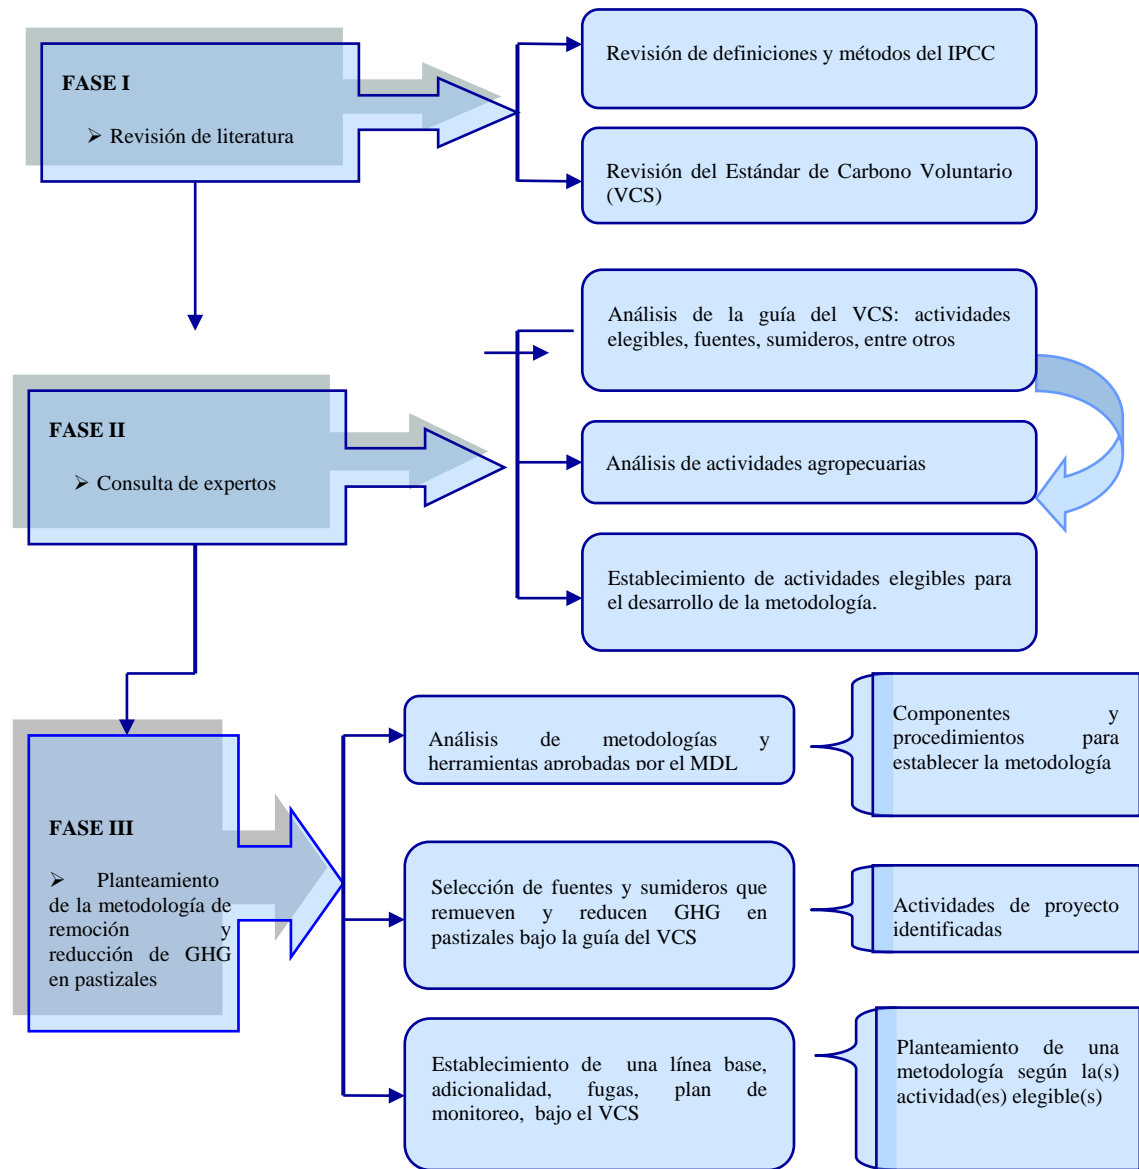 FASE I
➢ Revisión de literatura
Revisión de definiciones y métodos del IPCC
Revisión del Estándar de Carbono Voluntario
(VCS)
FASE II
➢ Consulta de expertos
Análisis de la guía del VCS: actividades
elegibles, fuentes, sumideros, entre otros
Análisis de actividades agropecuarias
Establecimiento de actividades elegibles para
el desarrollo de la metodología.
FASE III
➢ Planteamiento
de la metodología de
remoción y
reducción de GHG
en pastizales
Análisis de metodologías y
herramientas aprobadas por el MDL
Componentes y
procedimientos para
establecer la metodología
Selección de fuentes y sumideros que
remueven y reducen GHG en
pastizales bajo la guía del VCS
Actividades de proyecto
identificadas
Establecimiento de una línea base,
adicionalidad, fugas, plan de
monitoreo, bajo el VCS
Planteamiento de una
metodología según la(s)
actividad(es) elegible(s)